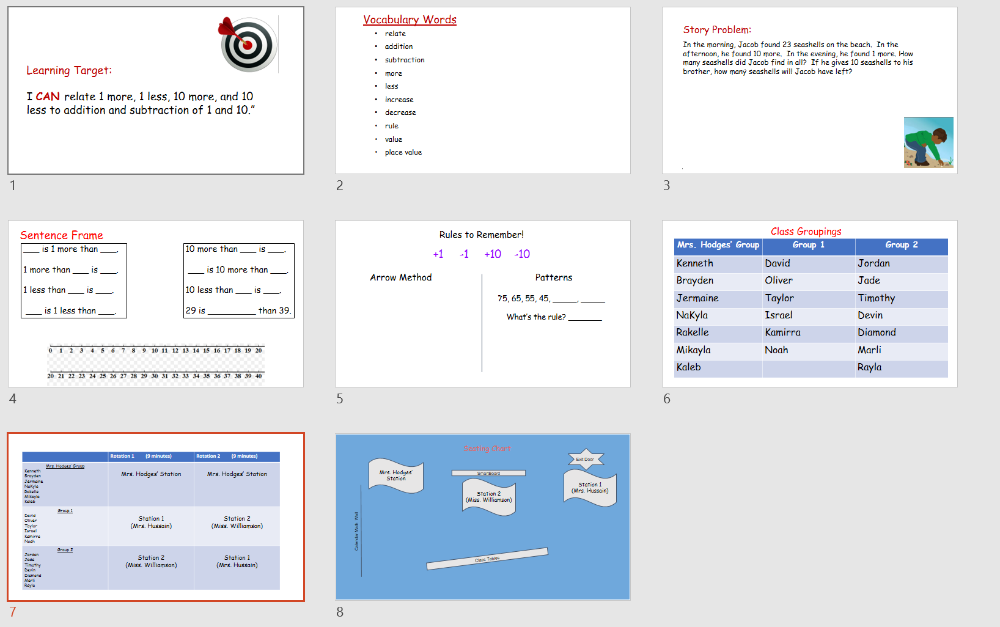 Learning Target:
I CAN relate 1 more, 1 less, 10 more, and 10
less to addition and subtraction of 1 and 10.”
1
Vocabulary Words
• relate
• addition
• subtraction
• more
• less
• increase
• decrease
• rule
• value
• place value
2
Story Problem:
In the morning, Jacob found 23 seashells on the beach. In the
afternoon, he found 10 more. In the evening, he found 1 more. How
many seashells did Jacob find in all? If he gives 10 seashells to his
brother, how many seashells will Jacob have left?
.
3
Sentence Frame
___ is 1 more than ___.
1 more than ___ is ___.
1 less than ___ is ___.
___ is 1 less than ___.
10 more than ___ is ___.
___ is 10 more than ___.
10 less than ___ is ___.
29 is _________ than 39.
0 1 2 3 4 5 6 7 8 9 10 11 12 13 14 15 16 17 18 19 20
20 21 22 23 24 25 26 27 28 29 30 31 32 33 34 35 36 37 38 39 40
4
Rules to Remember!
+1 -1 +10 -10
Arrow Method
Patterns
75, 65, 55, 45, _____, _____
What's the rule? _______
5
Class Groupings
Mrs. Hodges' Group Group 1 Group 2
Kenneth David Jordan
Brayden Oliver Jade
Jermaine Taylor Timothy
NaKyla Israel Devin
Rakelle Kamirra Diamond
Mikayla Noah Marli
Kaleb Rayla
6
Rotation 1 (9 minutes) Rotation 2 (9 minutes)
Mrs. Hodges' Group
Kenneth
Brayden
Jermaine
NaKyla
Rakelle
Mikayla
Kaleb
Mrs. Hodges' Station
Mrs. Hodges' Station
Group 1
David
Oliver
Taylor
Israel
Kamirra
Noah
Station 1
(Mrs. Hussain)
Station 2
(Miss. Williamson)
Group 2
Jordan
Jade
Timothy
Devin
Diamond
Marli
Rayla
Station 2
(Miss. Williamson)
Station 1
(Mrs. Hussain)
7
Seating Chart
Mrs. Hodges'
Station
SmartBoard
Exit Door
Station 2
(Miss. Williamson)
Station 1
(Mrs. Hussain)
Calendar Math Wall
Class Tables
8